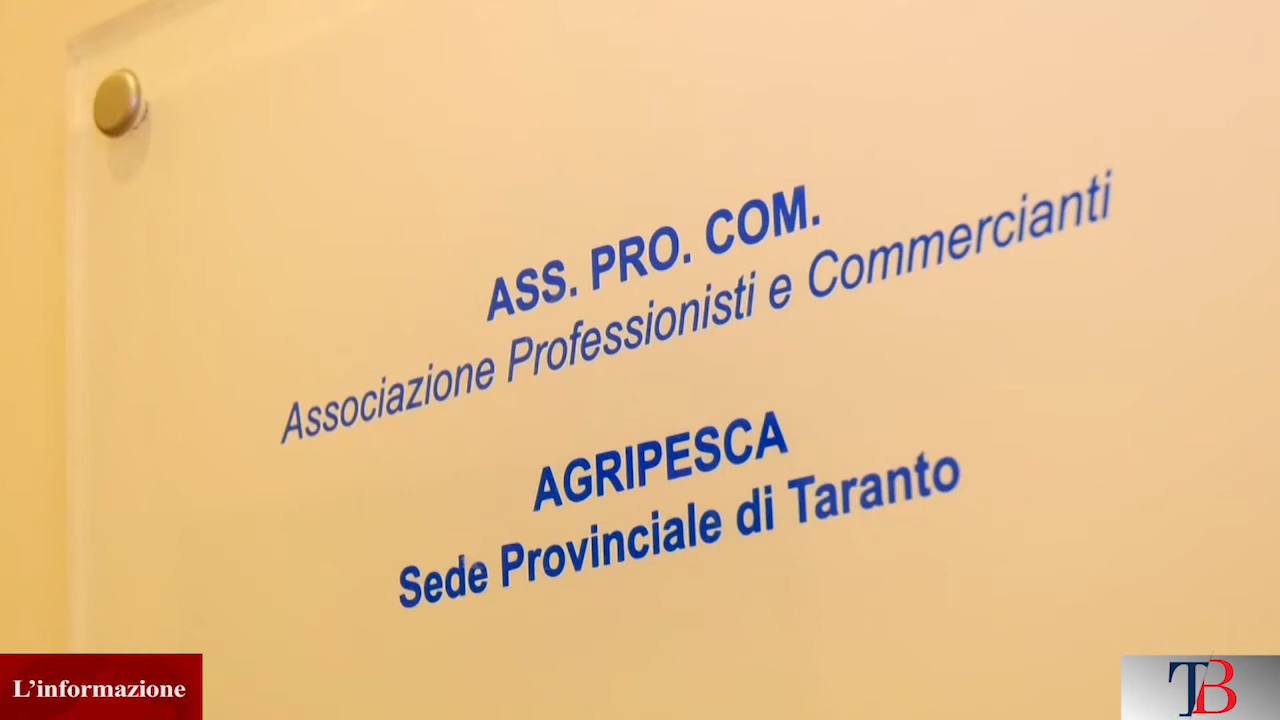 ASS. PRO. COM.
Associazione Professionisti e Commercianti
AGRIPESCA
Sede Provinciale di Taranto
L'informazione
TB